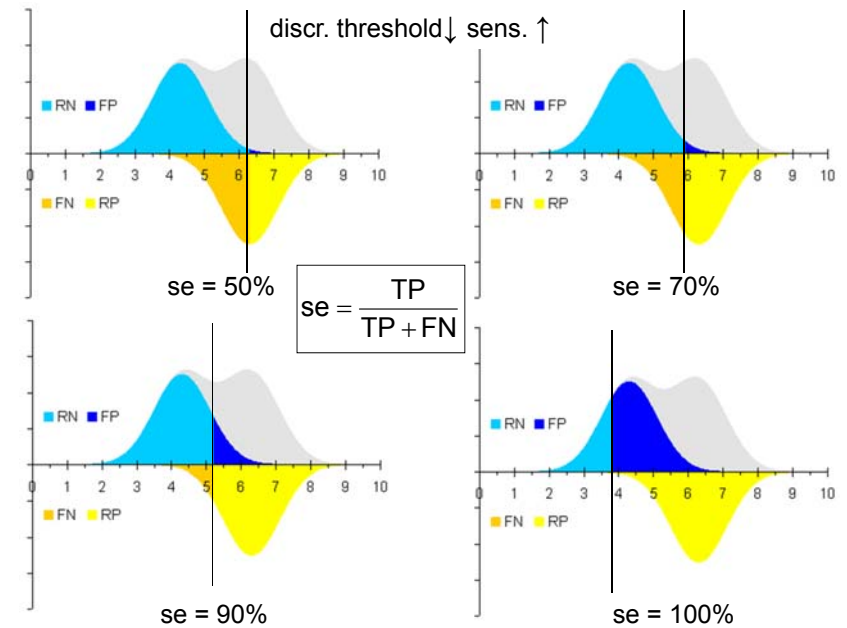 discr. threshold↓ sens. ↑
RN FP
0 1 2 3 4 5 6 7 8 9 10
FN RP
se = 50%
RN FP
0 1 2 3 4 5 6 7 8 9 10
FN RP
se = 70%
se = TP / TP + FN
RN FP
0 1 2 3 4 5 6 7 8 9 10
FN RP
se = 90%
RN FP
0 1 2 3 4 5 6 7 8 9 10
FN RP
se = 100%